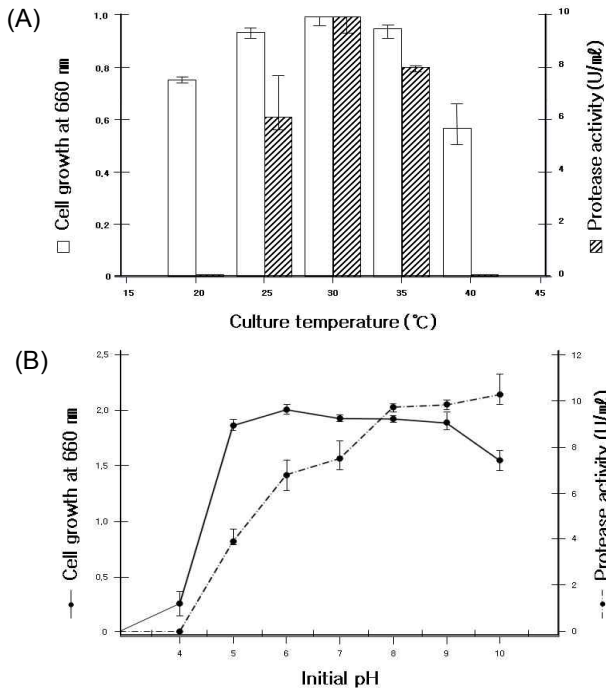 (A)
Cell growth at 660 nm
1,0
0,8
0,6
0,4
0,2
0
10
8
6
4
2
0
Protease activity (U/㎖)
15 20 25 30 35 40 45
Culture temperature (℃)
(B)
Cell growth at 660 nm
2,5
2,0
1,5
1,0
0,5
0
12
10
8
6
4
2
0
Protease activity (U/㎖)
4 5 6 7 8 9 10
Initial pH